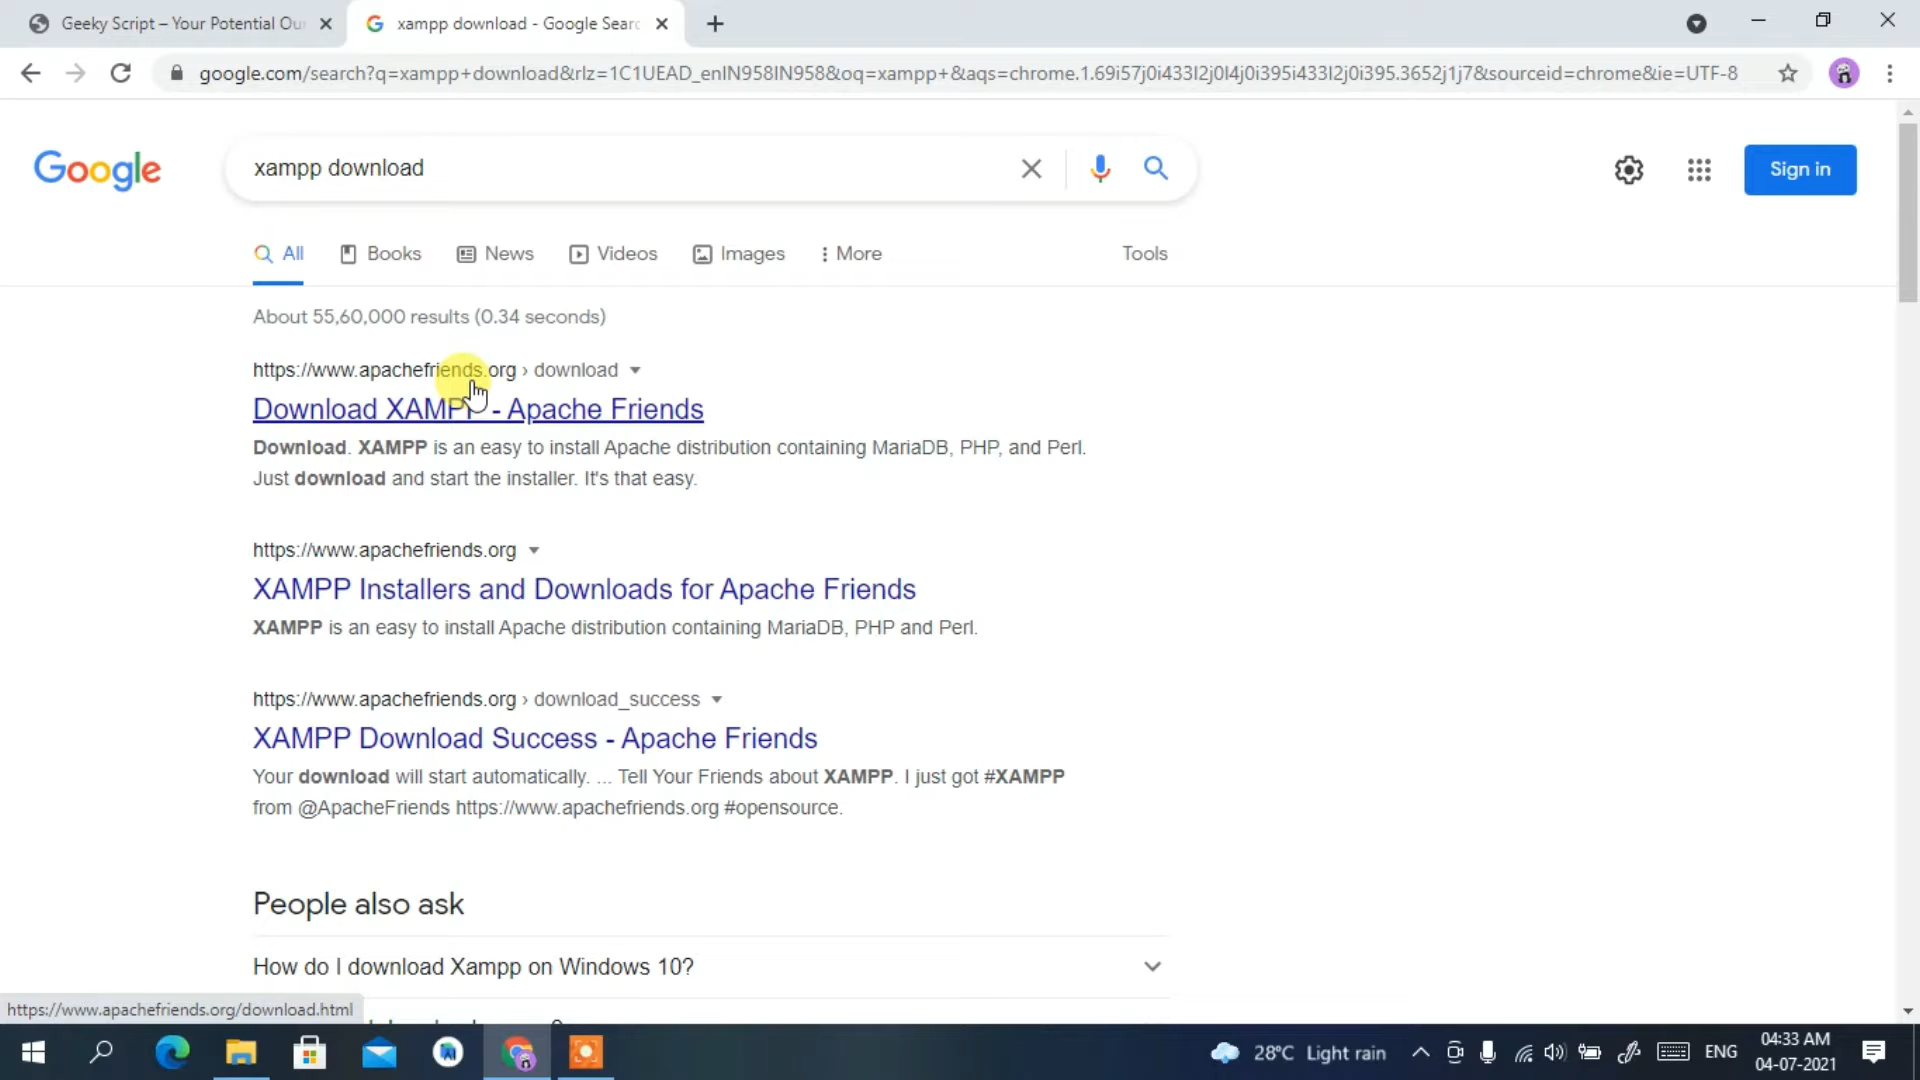 Geeky Script – Your Potential Ou
xampp download - Google Searc
google.com/search?q=xampp+download&rlz=1C1UEAD_enIN958IN958&oq=xampp+&aqs=chrome.1.69i57j0i433l2j0l4j0i395i433l2j0i395.3652j1j7&sourceid=chrome&ie=UTF-8
Google
xampp download
Sign in
All
Books
News
Videos
Images
More
Tools
About 55,60,000 results (0.34 seconds)
https://www.apachefriends.org › download
Download XAMPP - Apache Friends
Download. XAMPP is an easy to install Apache distribution containing MariaDB, PHP, and Perl.
Just download and start the installer. It's that easy.
https://www.apachefriends.org
XAMPP Installers and Downloads for Apache Friends
XAMPP is an easy to install Apache distribution containing MariaDB, PHP and Perl.
https://www.apachefriends.org › download_success
XAMPP Download Success - Apache Friends
Your download will start automatically. ... Tell Your Friends about XAMPP. I just got #XAMPP
from @ApacheFriends https://www.apachefriends.org #opensource.
People also ask
How do I download Xampp on Windows 10?
https://www.apachefriends.org/download.html
28°C Light rain
ENG
04:33 AM
04-07-2021